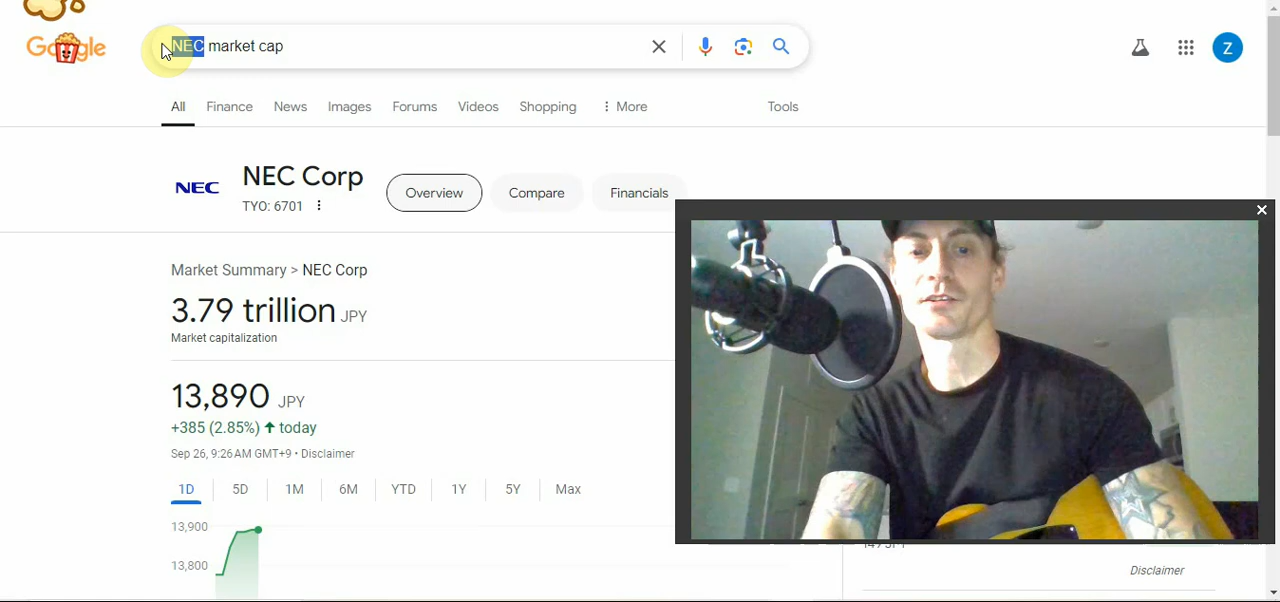 Google
NEC market cap
Z
All Finance News Images Forums Videos Shopping More Tools
NEC
NEC Corp
TYO: 6701
Overview Compare Financials
Market Summary > NEC Corp
3.79 trillion JPY
Market capitalization
13,890 JPY
+385 (2.85%) today
Sep 26, 9:26 AM GMT+9 • Disclaimer
1D 5D 1M 6M YTD 1Y 5Y Max
13,900
13,800
Disclaimer